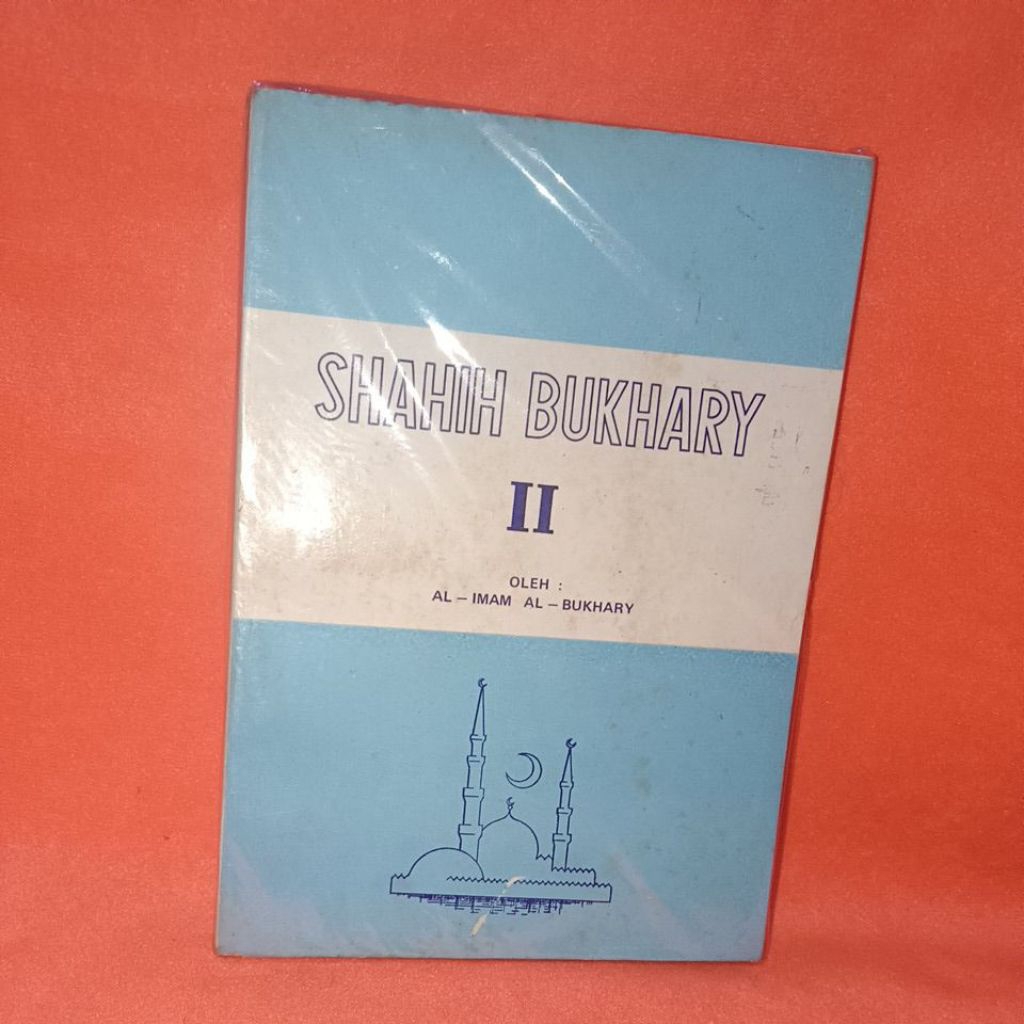 SHAHIH BUKHARY
II
OLEH :
AL – IMAM AL – BUKHARY